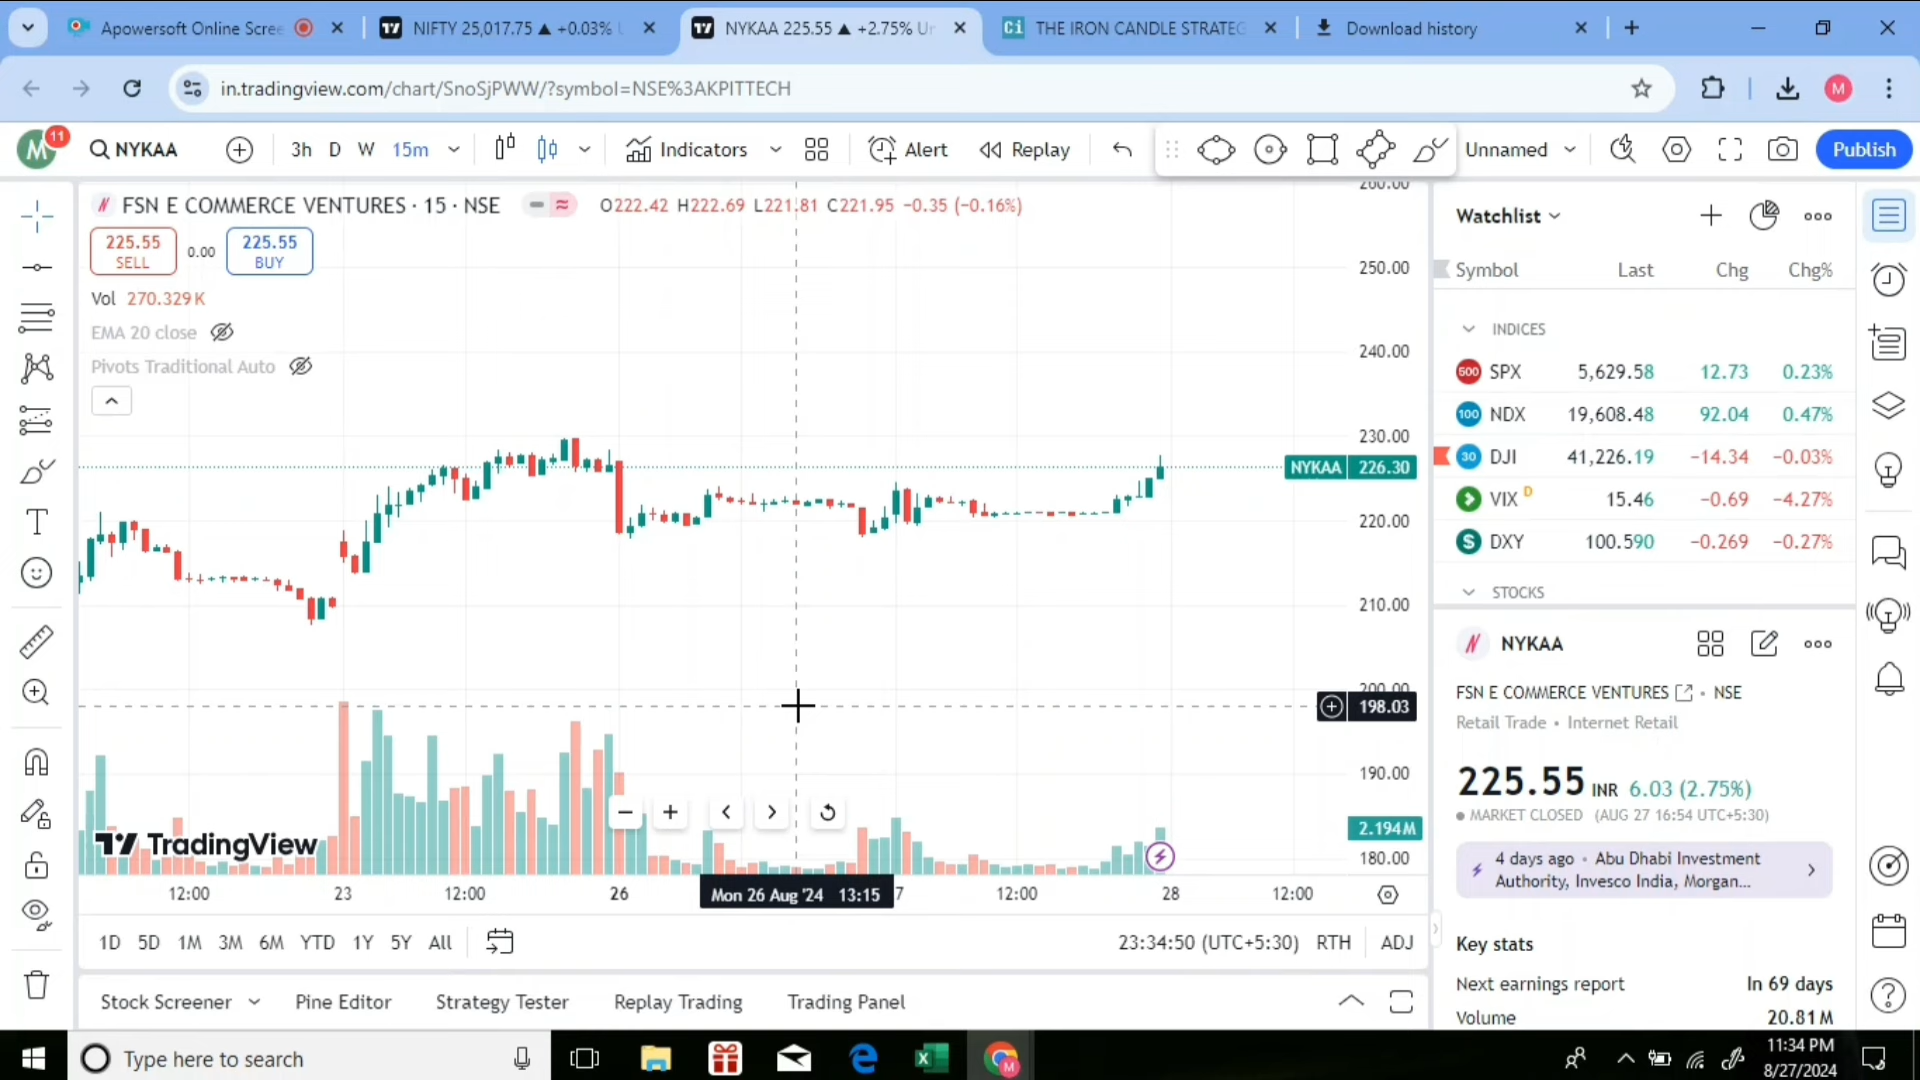 Apowersoft Online Scree
NIFTY 25,017.75 ▲ +0.03% U
NYKAA 225.55 ▲ +2.75% Un
Ci THE IRON CANDLE STRATEG
Download history
in.tradingview.com/chart/SnoSjPWW/?symbol=NSE%3AKPITTECH
M
M 11
NYKAA
3h D W 15m
Indicators
Alert
Replay
Unnamed
Publish
FSN E COMMERCE VENTURES · 15 · NSE
O222.42 H222.69 L221.81 C221.95 −0.35 (−0.16%)
225.55 SELL
0.00
225.55 BUY
Vol 270.329K
EMA 20 close
Pivots Traditional Auto
260.00
250.00
240.00
230.00
NYKAA 226.30
220.00
210.00
200.00
198.03
190.00
2.194M
180.00
TradingView
12:00 23 12:00 26 Mon 26 Aug '24 13:15 7 12:00 28 12:00
1D 5D 1M 3M 6M YTD 1Y 5Y All
23:34:50 (UTC+5:30) RTH ADJ
Stock Screener Pine Editor Strategy Tester Replay Trading Trading Panel
Watchlist
Symbol Last Chg Chg%
INDICES
500 SPX 5,629.58 12.73 0.23%
100 NDX 19,608.48 92.04 0.47%
30 DJI 41,226.19 −14.34 −0.03%
VIX D 15.46 −0.69 −4.27%
S DXY 100.590 −0.269 −0.27%
STOCKS
NYKAA
FSN E COMMERCE VENTURES • NSE
Retail Trade • Internet Retail
225.55 INR 6.03 (2.75%)
MARKET CLOSED (AUG 27 16:54 UTC+5:30)
4 days ago • Abu Dhabi Investment
Authority, Invesco India, Morgan...
Key stats
Next earnings report In 69 days
Volume 20.81M
Type here to search
M
11:34 PM
8/27/2024